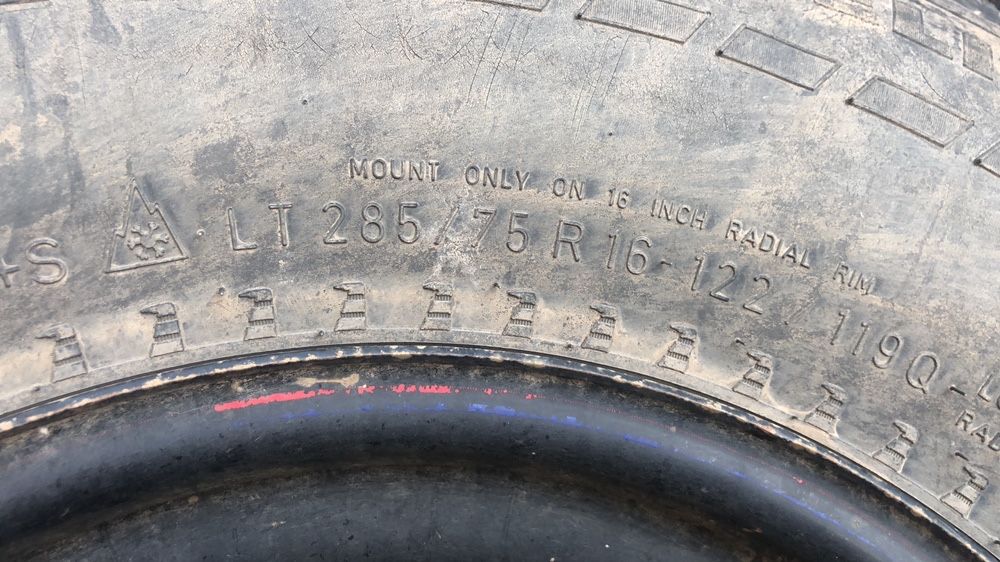 MOUNT ONLY ON 16 INCH RADIAL RIM
+S LT 285/75 R 16-122 / 119Q -